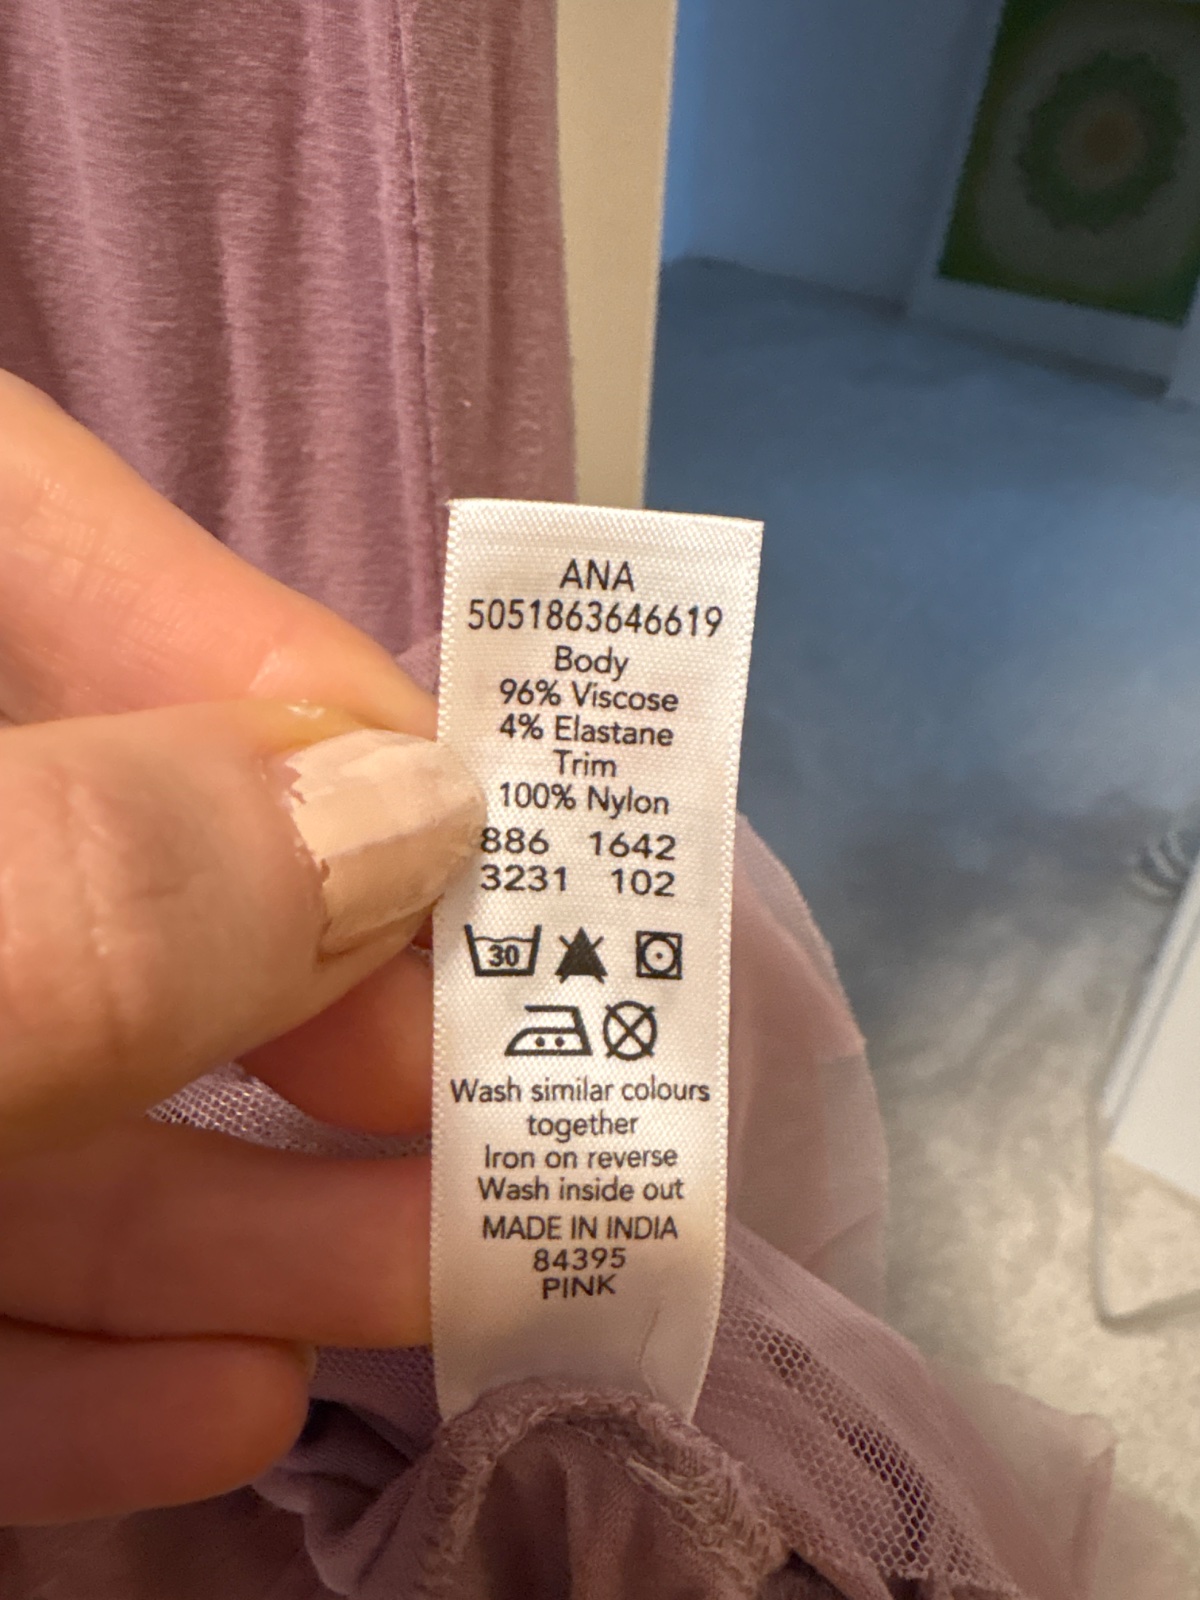 ANA
5051863646619
Body
96% Viscose
4% Elastane
Trim
100% Nylon
886 1642
3231 102
30
Wash similar colours
together
Iron on reverse
Wash inside out
MADE IN INDIA
84395
PINK